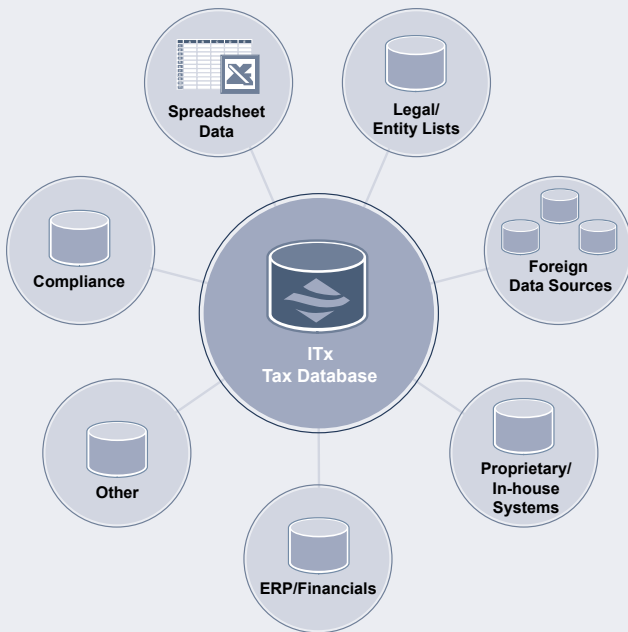 Spreadsheet
Data
Legal/
Entity Lists
Compliance
Foreign
Data Sources
ITx
Tax Database
Other
Proprietary/
In-house
Systems
ERP/Financials